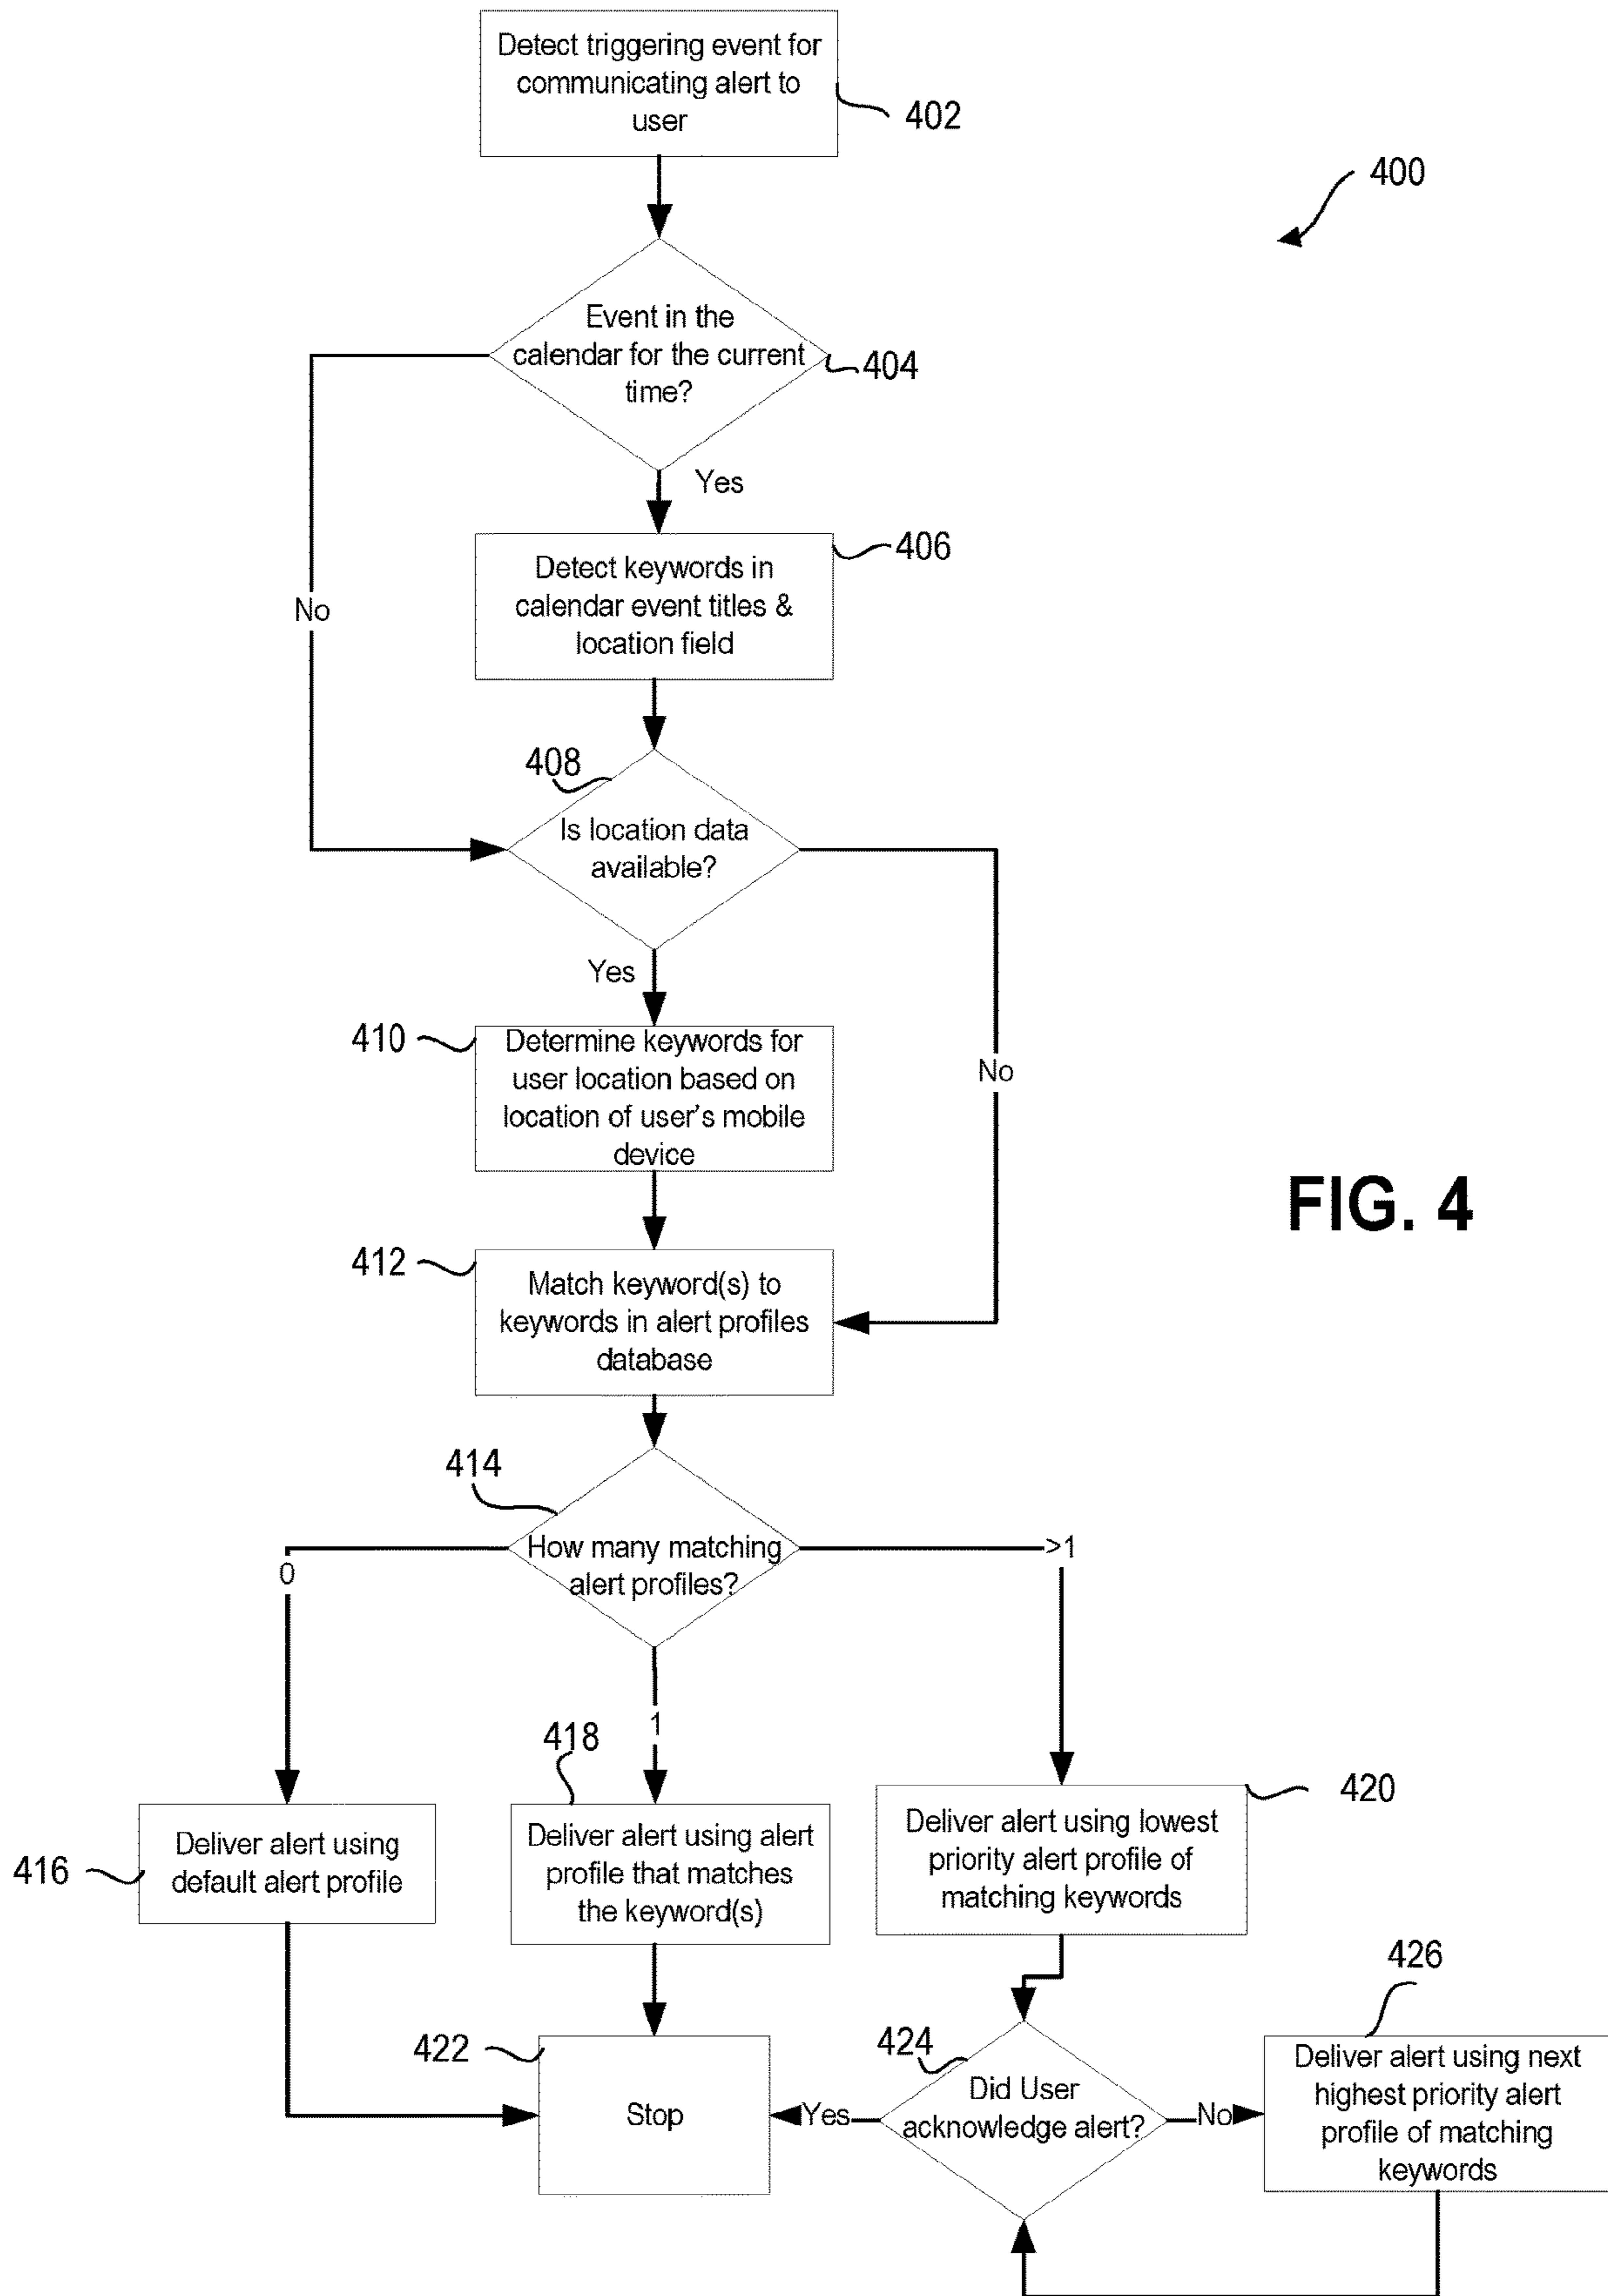 Detect triggering event for
communicating alert to
user
402
400
Event in the
calendar for the current
time?
404
Yes
No
Detect keywords in
calendar event titles &
location field
406
408
Is location data
available?
Yes
No
410
Determine keywords for
user location based on
location of user's mobile
device
412
Match keyword(s) to
keywords in alert profiles
database
FIG. 4
414
How many matching
alert profiles?
0
1
>1
416
Deliver alert using
default alert profile
418
Deliver alert using alert
profile that matches
the keyword(s)
420
Deliver alert using lowest
priority alert profile of
matching keywords
422
Stop
424
Did User
acknowledge alert?
Yes
No
426
Deliver alert using next
highest priority alert
profile of matching
keywords